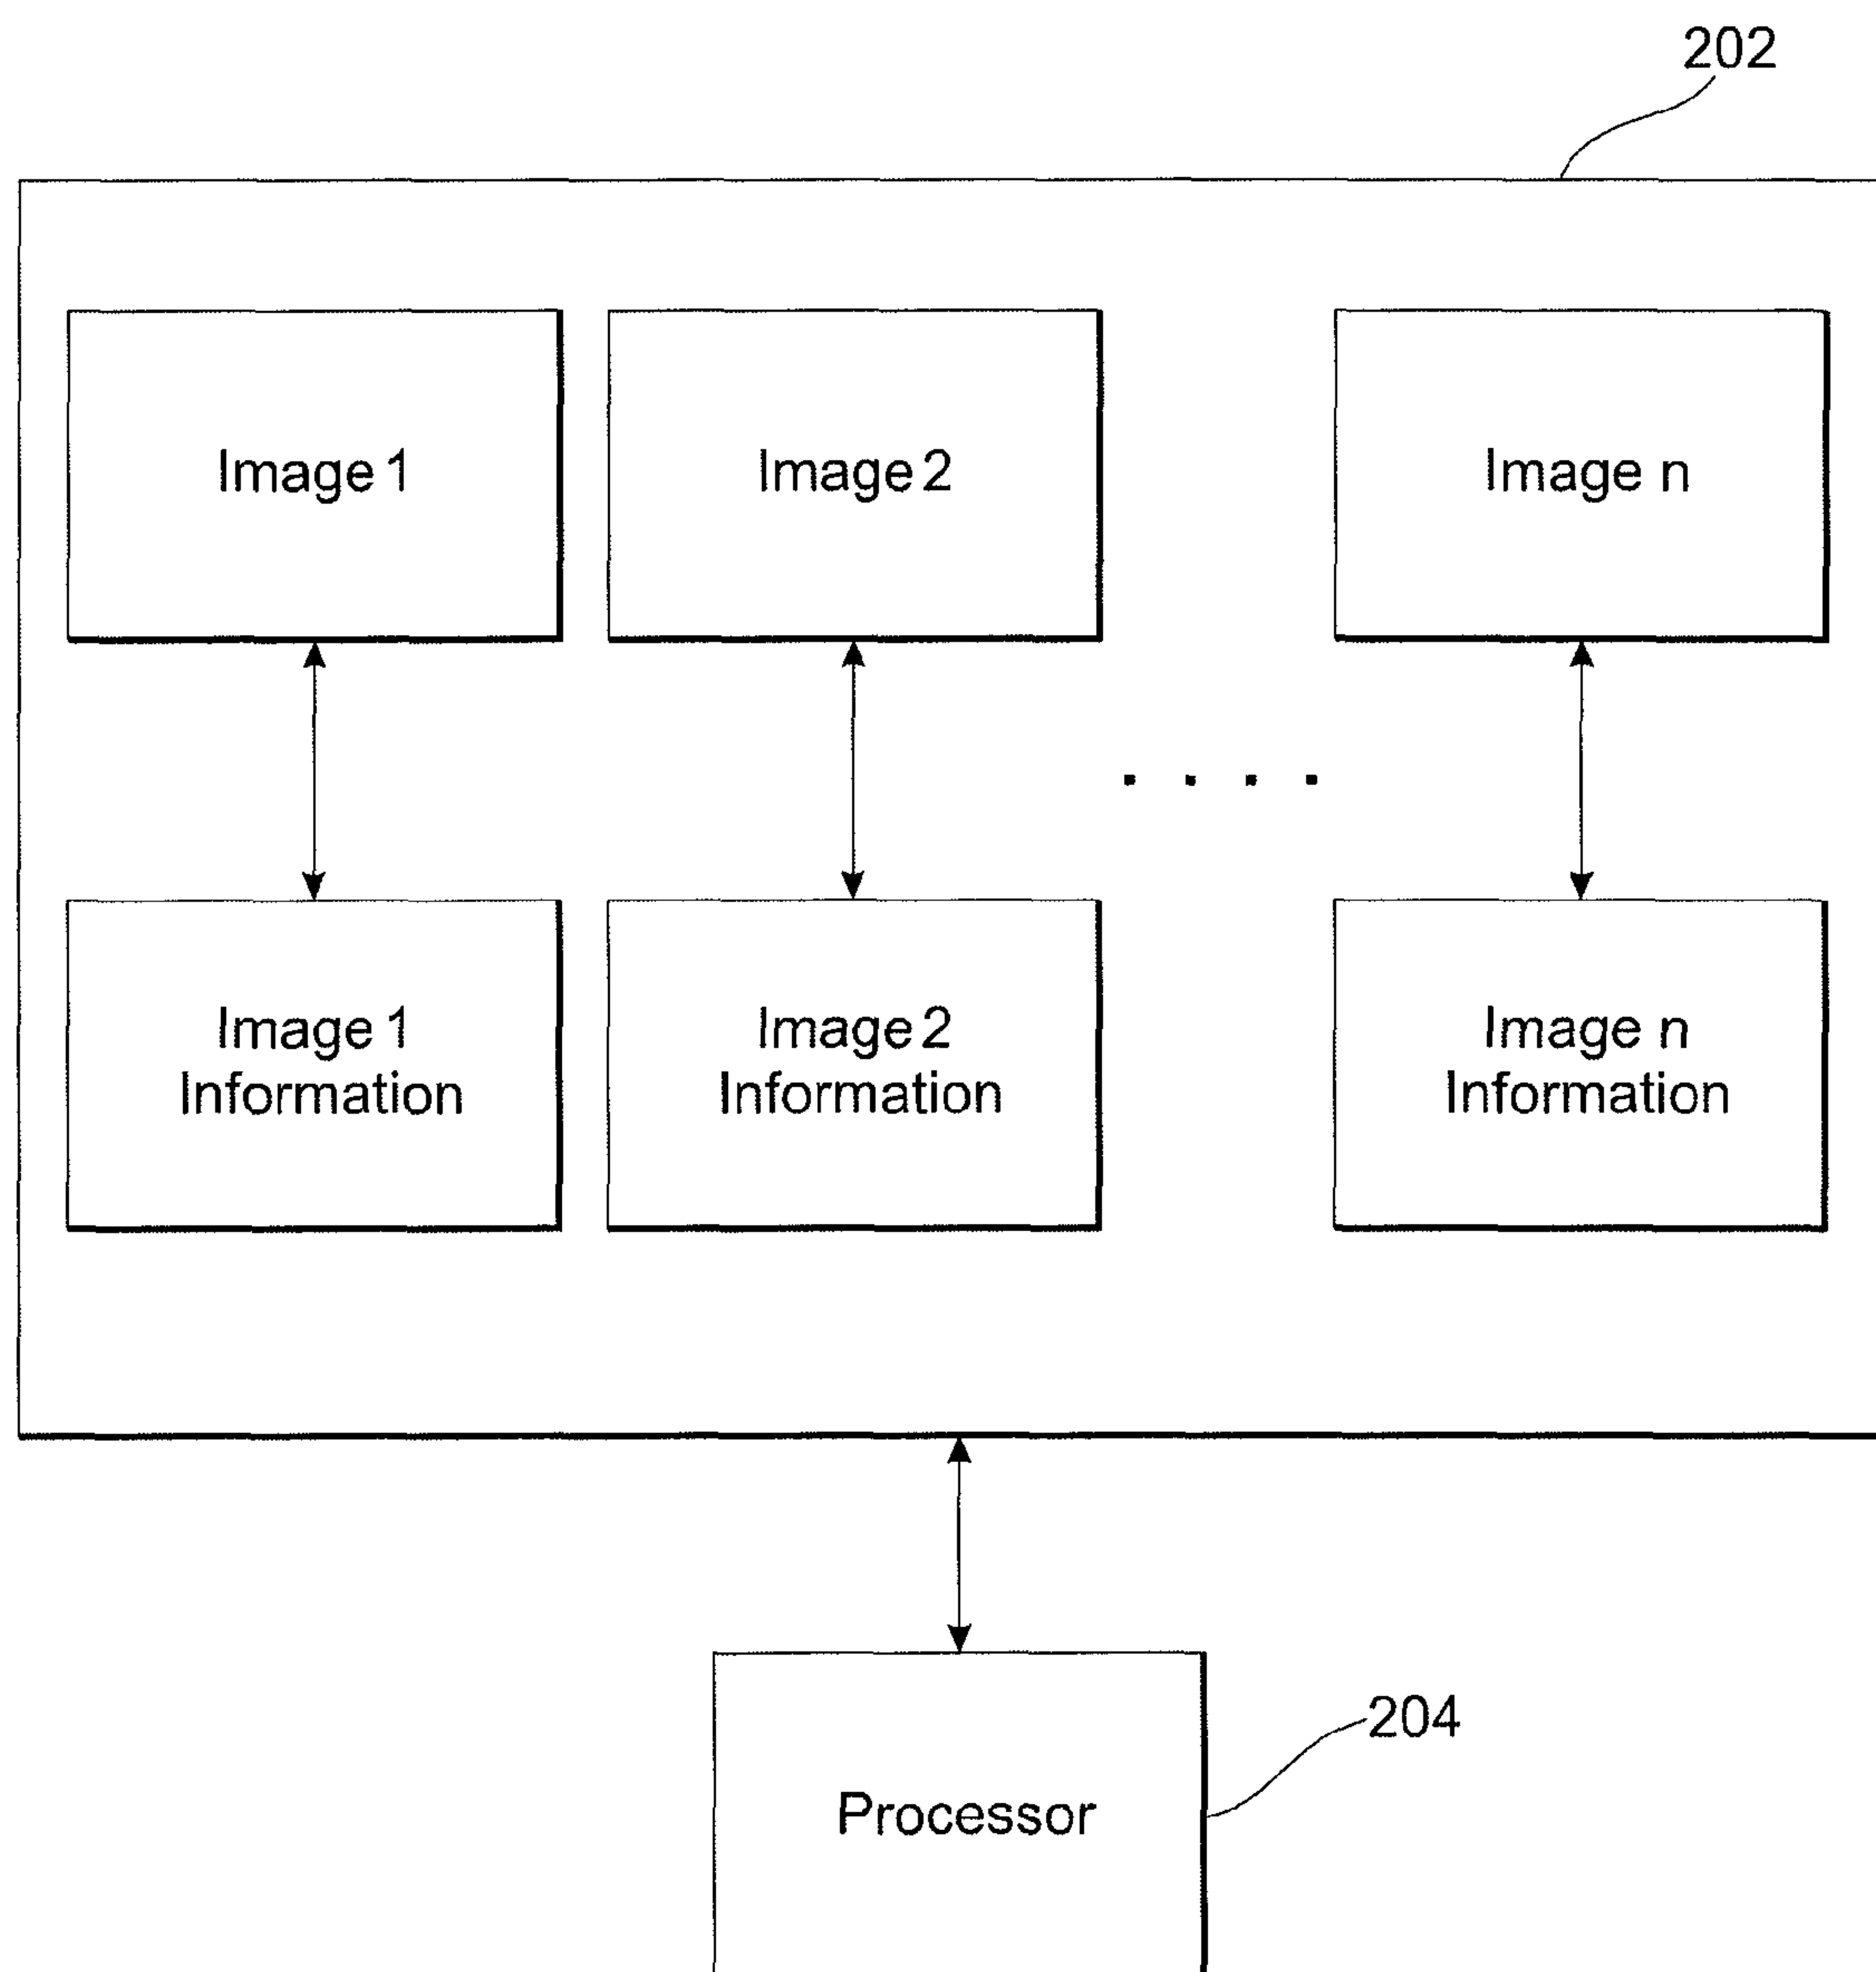 202
Image 1
Image 2
Image n
. . . .
Image 1
Information
Image 2
Information
Image n
Information
204
Processor